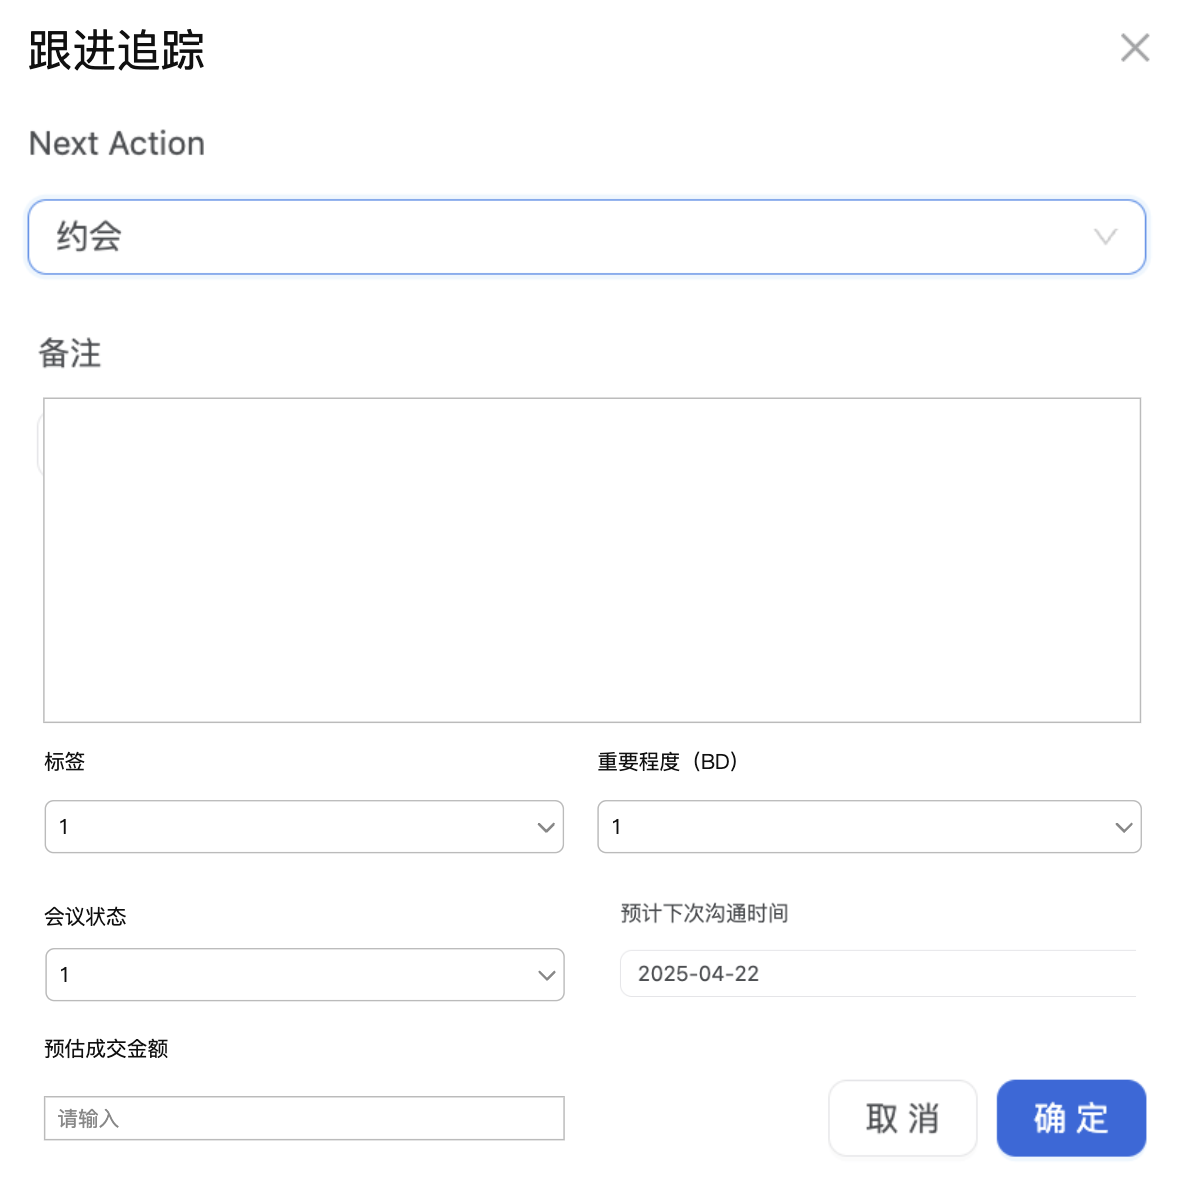 跟进追踪
Next Action
约会
备注
标签
重要程度（BD）
1
1
会议状态
预计下次沟通时间
1
2025-04-22
预估成交金额
请输入
取 消
确 定